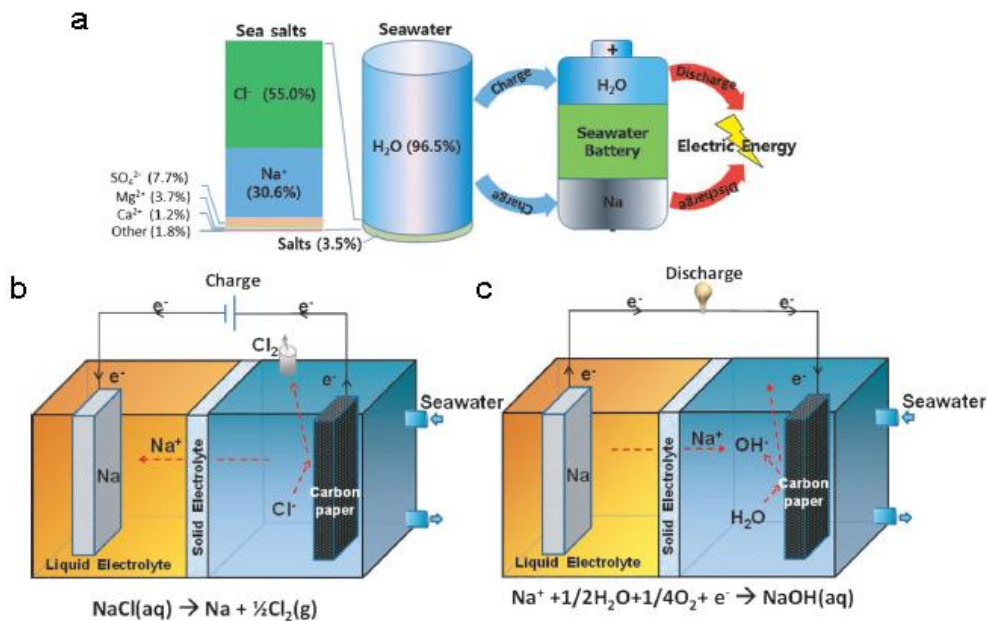 a
Sea salts
Seawater
Cl⁻ (55.0%)
Na⁺
(30.6%)
SO₄²⁻ (7.7%)
Mg²⁺ (3.7%)
Ca²⁺ (1.2%)
Other (1.8%)
H₂O (96.5%)
Salts (3.5%)
Charge
Charge
+
H₂O
Seawater
Battery
Na
-
Discharge
Electric Energy
Discharge
b
Charge
e⁻
e⁻
Cl₂
e⁻
e⁻
Seawater
Na⁺
Na
Solid Electrolyte
Cl⁻
Carbon
paper
Liquid Electrolyte
NaCl(aq) → Na + ½Cl₂(g)
c
Discharge
e⁻
e⁻
e⁻
e⁻
Seawater
Na⁺
OH⁻
Na
Solid Electrolyte
H₂O
Carbon
paper
Liquid Electrolyte
Na⁺ +1/2H₂O+1/4O₂+ e⁻ → NaOH(aq)